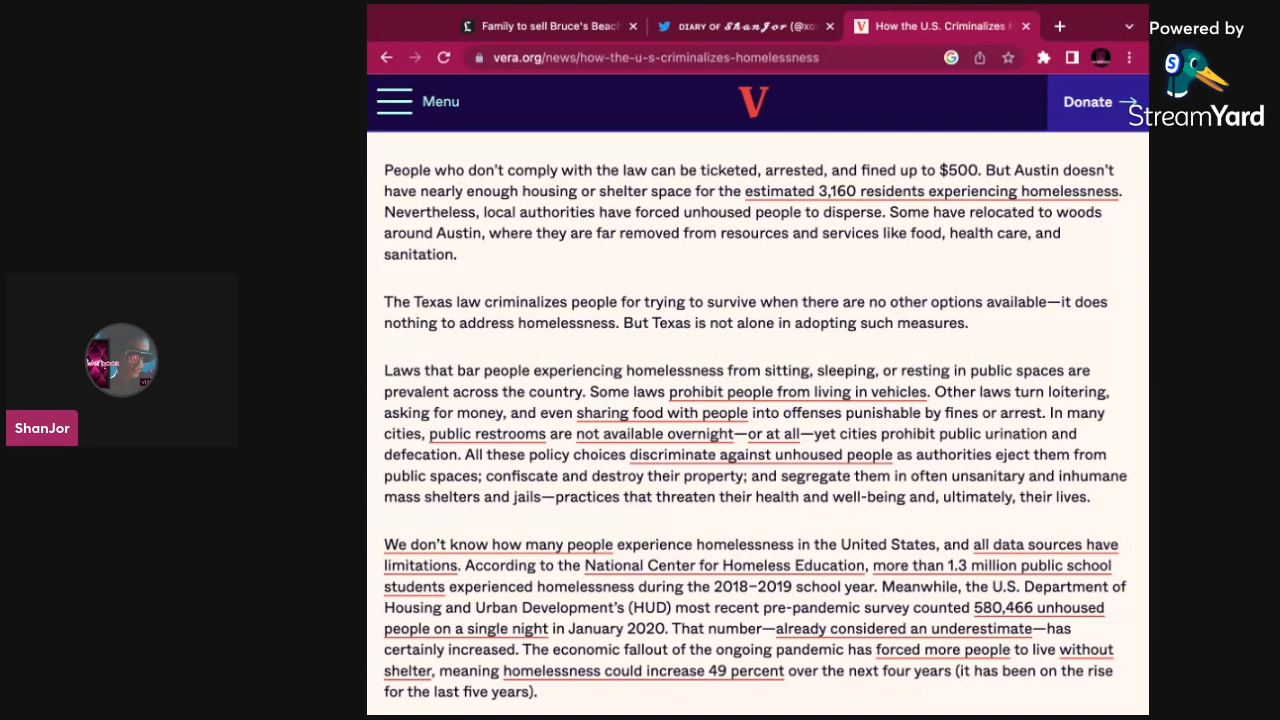 Family to sell Bruce's Beac
DIARY OF ShanJor (@xo
How the U.S. Criminalizes H
Powered by
vera.org/news/how-the-u-s-criminalizes-homelessness
StreamYard
Menu
V
Donate →
People who don't comply with the law can be ticketed, arrested, and fined up to $500. But Austin doesn't
have nearly enough housing or shelter space for the estimated 3,160 residents experiencing homelessness.
Nevertheless, local authorities have forced unhoused people to disperse. Some have relocated to woods
around Austin, where they are far removed from resources and services like food, health care, and
sanitation.
The Texas law criminalizes people for trying to survive when there are no other options available—it does
nothing to address homelessness. But Texas is not alone in adopting such measures.
Laws that bar people experiencing homelessness from sitting, sleeping, or resting in public spaces are
prevalent across the country. Some laws prohibit people from living in vehicles. Other laws turn loitering,
asking for money, and even sharing food with people into offenses punishable by fines or arrest. In many
cities, public restrooms are not available overnight—or at all—yet cities prohibit public urination and
defecation. All these policy choices discriminate against unhoused people as authorities eject them from
public spaces; confiscate and destroy their property; and segregate them in often unsanitary and inhumane
mass shelters and jails—practices that threaten their health and well-being and, ultimately, their lives.
We don't know how many people experience homelessness in the United States, and all data sources have
limitations. According to the National Center for Homeless Education, more than 1.3 million public school
students experienced homelessness during the 2018–2019 school year. Meanwhile, the U.S. Department of
Housing and Urban Development's (HUD) most recent pre-pandemic survey counted 580,466 unhoused
people on a single night in January 2020. That number—already considered an underestimate—has
certainly increased. The economic fallout of the ongoing pandemic has forced more people to live without
shelter, meaning homelessness could increase 49 percent over the next four years (it has been on the rise
for the last five years).
ShanJor